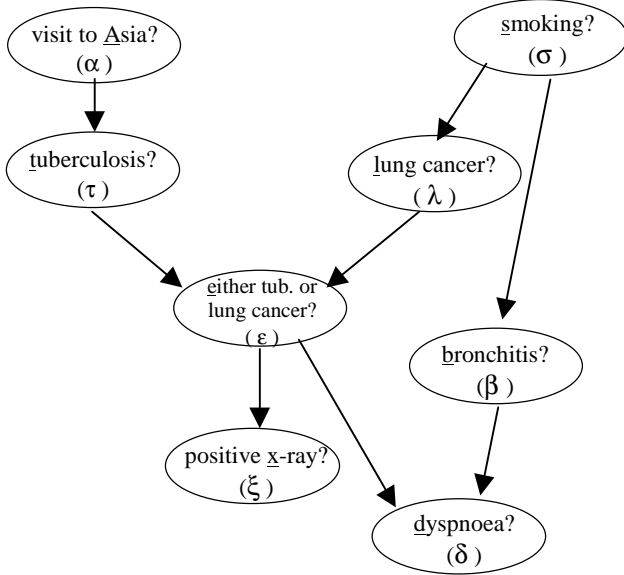 visit to Asia?
(α)
smoking?
(σ)
tuberculosis?
(τ)
lung cancer?
( λ )
either tub. or
lung cancer?
( ε )
bronchitis?
(β)
positive x-ray?
(ξ )
dyspnoea?
(δ )